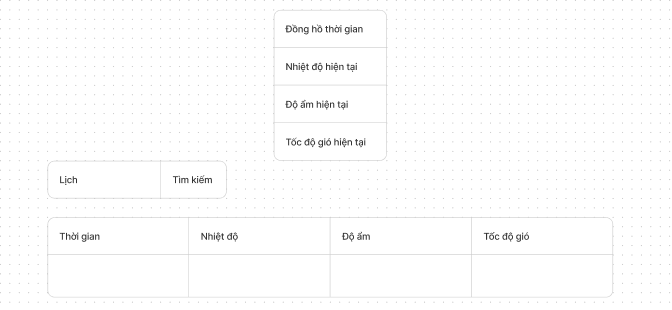 Đồng hồ thời gian
Nhiệt độ hiện tại
Độ ẩm hiện tại
Tốc độ gió hiện tại
Lịch
Tìm kiếm
Thời gian
Nhiệt độ
Độ ẩm
Tốc độ gió